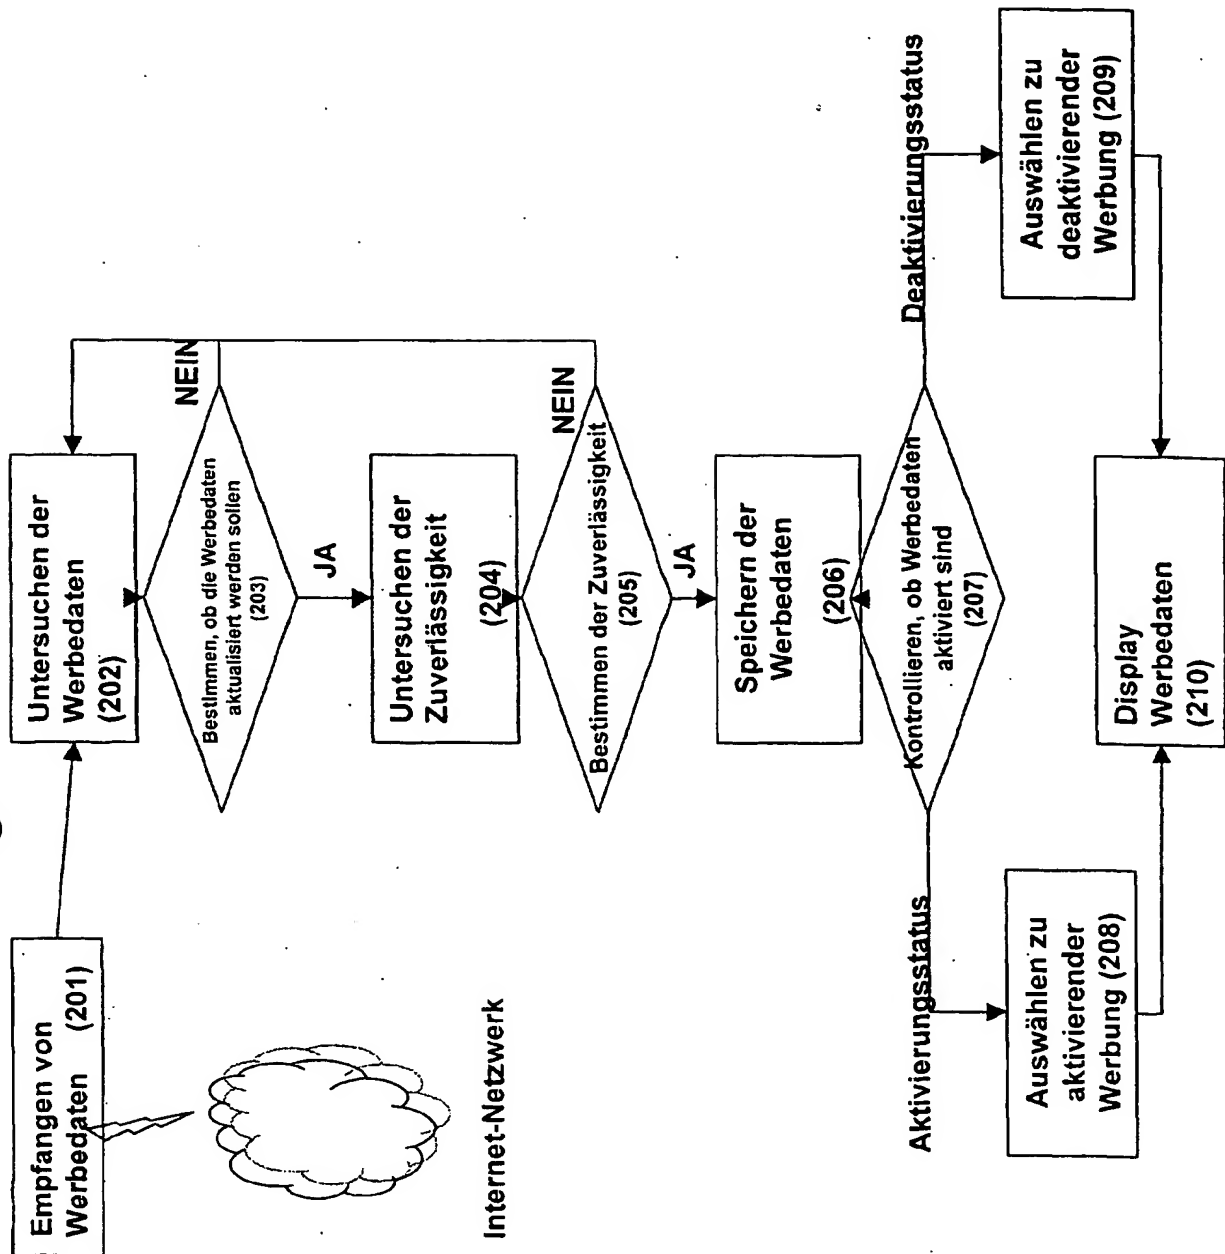 Empfangen von
Werbedaten (201)
Internet-Netzwerk
Untersuchen der
Werbedaten
(202)
Bestimmen, ob die Werbedaten
aktualisiert werden sollen
(203)
NEIN
JA
Untersuchen der
Zuverlässigkeit
(204)
Bestimmen der Zuverlässigkeit
(205)
NEIN
JA
Speichern der
Werbedaten
(206)
Kontrollieren, ob Werbedaten
aktiviert sind
(207)
Aktivierungsstatus
Deaktivierungsstatus
Auswählen zu
aktivierender
Werbung (208)
Auswählen zu
deaktivierender
Werbung (209)
Display
Werbedaten
(210)